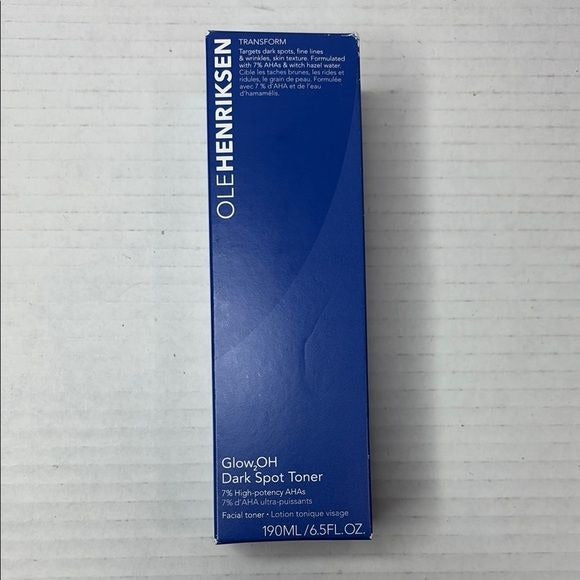 OLEHENRIKSEN
TRANSFORM
Targets dark spots, fine lines
& wrinkles, skin texture. Formulated
with 7% AHAs & witch hazel water.
Cible les taches brunes, les rides et
ridules, le grain de peau. Formulée
avec 7 % d'AHA et de l'eau
d'hamamélis.
Glow₂OH
Dark Spot Toner
7% High-potency AHAs
7% d'AHA ultra-puissants
Facial toner • Lotion tonique visage
190ML/6.5FL.OZ.